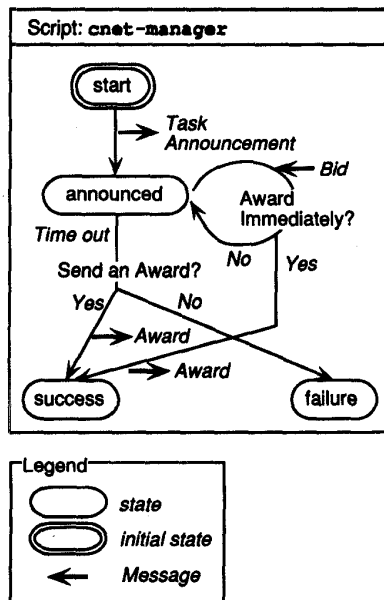 Script: cnet-manager
start
Task
Announcement
announced
Bid
Award
Immediately?
Time out
No
Yes
Send an Award?
Yes
No
Award
Award
success
failure
Legend
state
initial state
Message